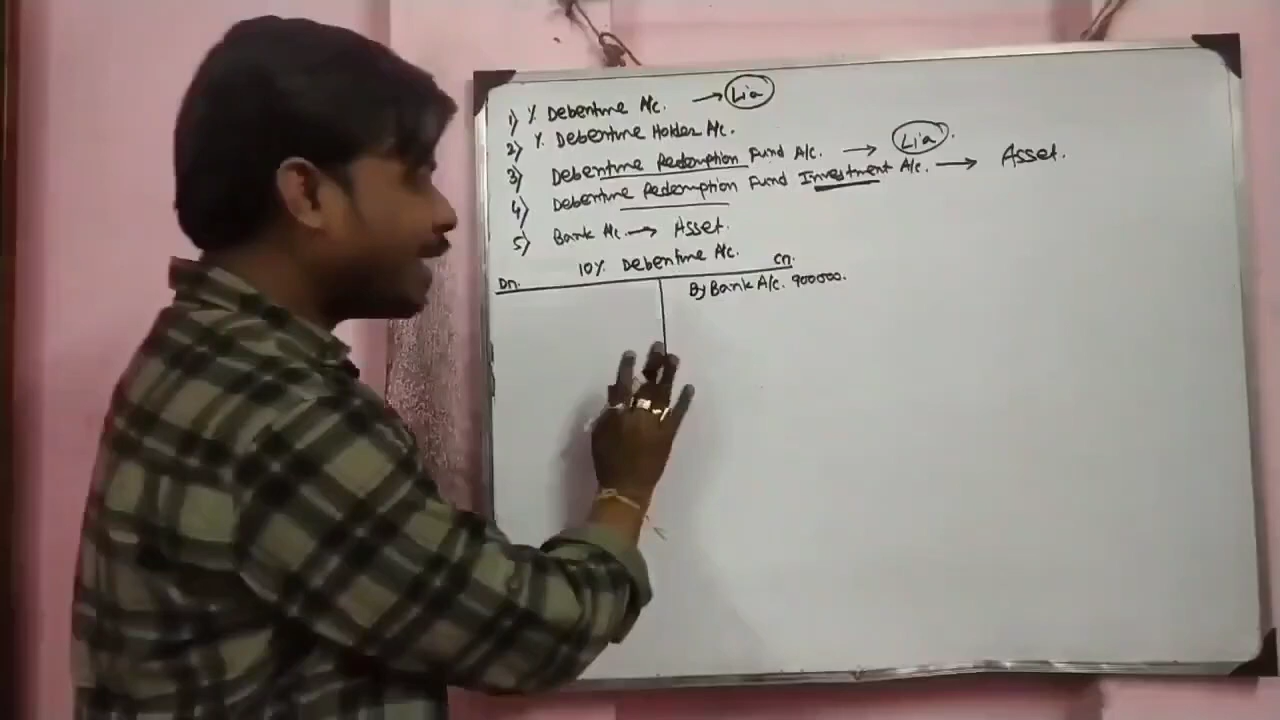 1) % Debenture A/c. → Lia
2) % Debenture Holder A/c.
3) Debenture Redemption Fund A/c. → Lia.
4) Debenture Redemption Fund Investment A/c. → Asset.
5) Bank A/c. → Asset.
10% Debenture A/c.
Dr. Cr.
By Bank A/c. 900000.